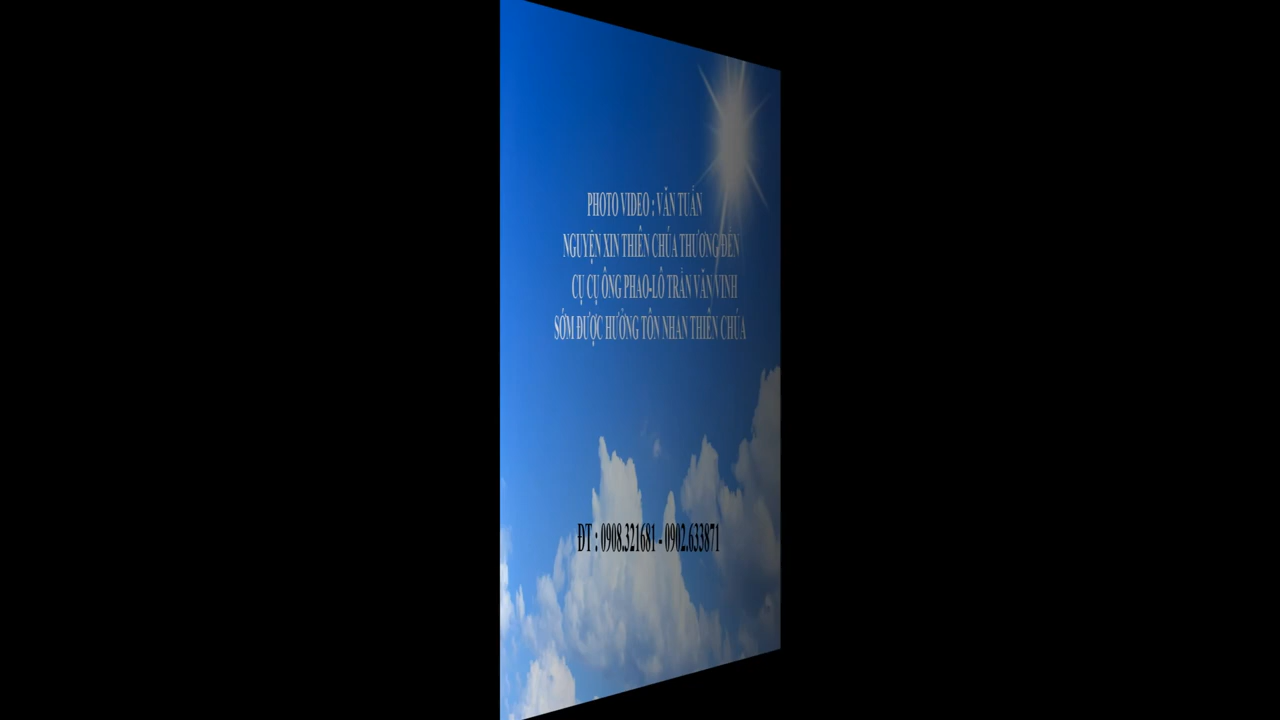 PHOTO VIDEO : VĂN TUẤN
NGUYỆN XIN THIÊN CHÚA THƯƠNG ĐẾN
CỤ CỤ ÔNG PHAO-LÔ TRẦN VĂN VINH
SỚM ĐƯỢC HƯỞNG TÔN NHAN THIÊN CHÚA
ĐT : 0908.321681 - 0902.633871